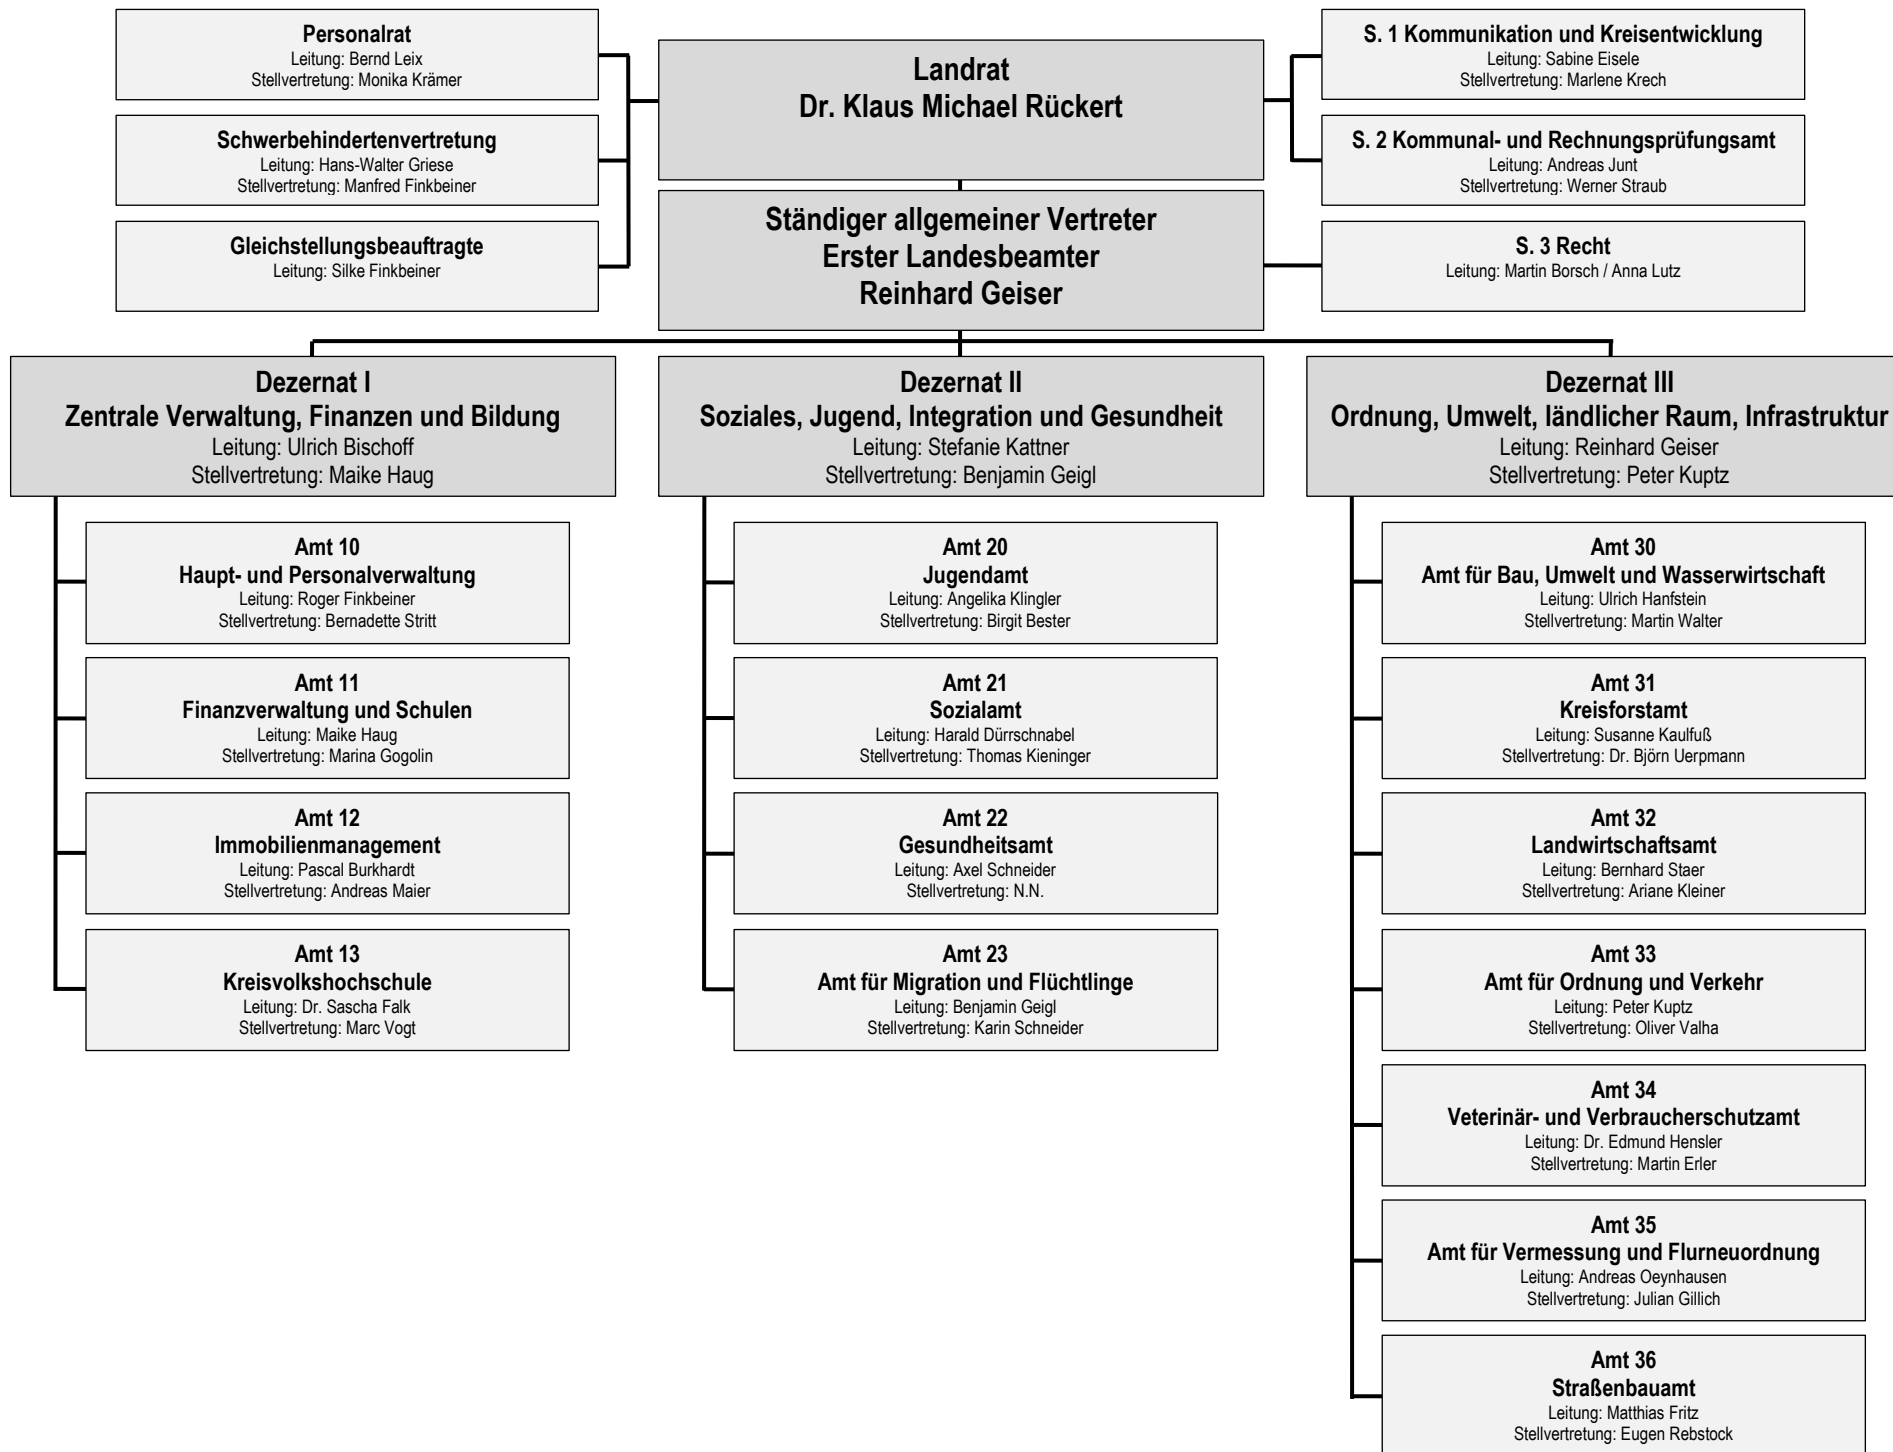 Personalrat
Leitung: Bernd Leix
Stellvertretung: Monika Krämer
Schwerbehindertenvertretung
Leitung: Hans-Walter Griese
Stellvertretung: Manfred Finkbeiner
Gleichstellungsbeauftragte
Leitung: Silke Finkbeiner
Landrat
Dr. Klaus Michael Rückert
Ständiger allgemeiner Vertreter
Erster Landesbeamter
Reinhard Geiser
S. 1 Kommunikation und Kreisentwicklung
Leitung: Sabine Eisele
Stellvertretung: Marlene Krech
S. 2 Kommunal- und Rechnungsprüfungsamt
Leitung: Andreas Junt
Stellvertretung: Werner Straub
S. 3 Recht
Leitung: Martin Borsch / Anna Lutz
Dezernat I
Zentrale Verwaltung, Finanzen und Bildung
Leitung: Ulrich Bischoff
Stellvertretung: Maike Haug
Amt 10
Haupt- und Personalverwaltung
Leitung: Roger Finkbeiner
Stellvertretung: Bernadette Stritt
Amt 11
Finanzverwaltung und Schulen
Leitung: Maike Haug
Stellvertretung: Marina Gogolin
Amt 12
Immobilienmanagement
Leitung: Pascal Burkhardt
Stellvertretung: Andreas Maier
Amt 13
Kreisvolkshochschule
Leitung: Dr. Sascha Falk
Stellvertretung: Marc Vogt
Dezernat II
Soziales, Jugend, Integration und Gesundheit
Leitung: Stefanie Kattner
Stellvertretung: Benjamin Geigl
Amt 20
Jugendamt
Leitung: Angelika Klingler
Stellvertretung: Birgit Bester
Amt 21
Sozialamt
Leitung: Harald Dürrschnabel
Stellvertretung: Thomas Kieninger
Amt 22
Gesundheitsamt
Leitung: Axel Schneider
Stellvertretung: N.N.
Amt 23
Amt für Migration und Flüchtlinge
Leitung: Benjamin Geigl
Stellvertretung: Karin Schneider
Dezernat III
Ordnung, Umwelt, ländlicher Raum, Infrastruktur
Leitung: Reinhard Geiser
Stellvertretung: Peter Kuptz
Amt 30
Amt für Bau, Umwelt und Wasserwirtschaft
Leitung: Ulrich Hanfstein
Stellvertretung: Martin Walter
Amt 31
Kreisforstamt
Leitung: Susanne Kaulfuß
Stellvertretung: Dr. Björn Uerpmann
Amt 32
Landwirtschaftsamt
Leitung: Bernhard Staer
Stellvertretung: Ariane Kleiner
Amt 33
Amt für Ordnung und Verkehr
Leitung: Peter Kuptz
Stellvertretung: Oliver Valha
Amt 34
Veterinär- und Verbraucherschutzamt
Leitung: Dr. Edmund Hensler
Stellvertretung: Martin Erler
Amt 35
Amt für Vermessung und Flurneuordnung
Leitung: Andreas Oeynhausen
Stellvertretung: Julian Gillich
Amt 36
Straßenbauamt
Leitung: Matthias Fritz
Stellvertretung: Eugen Rebstock